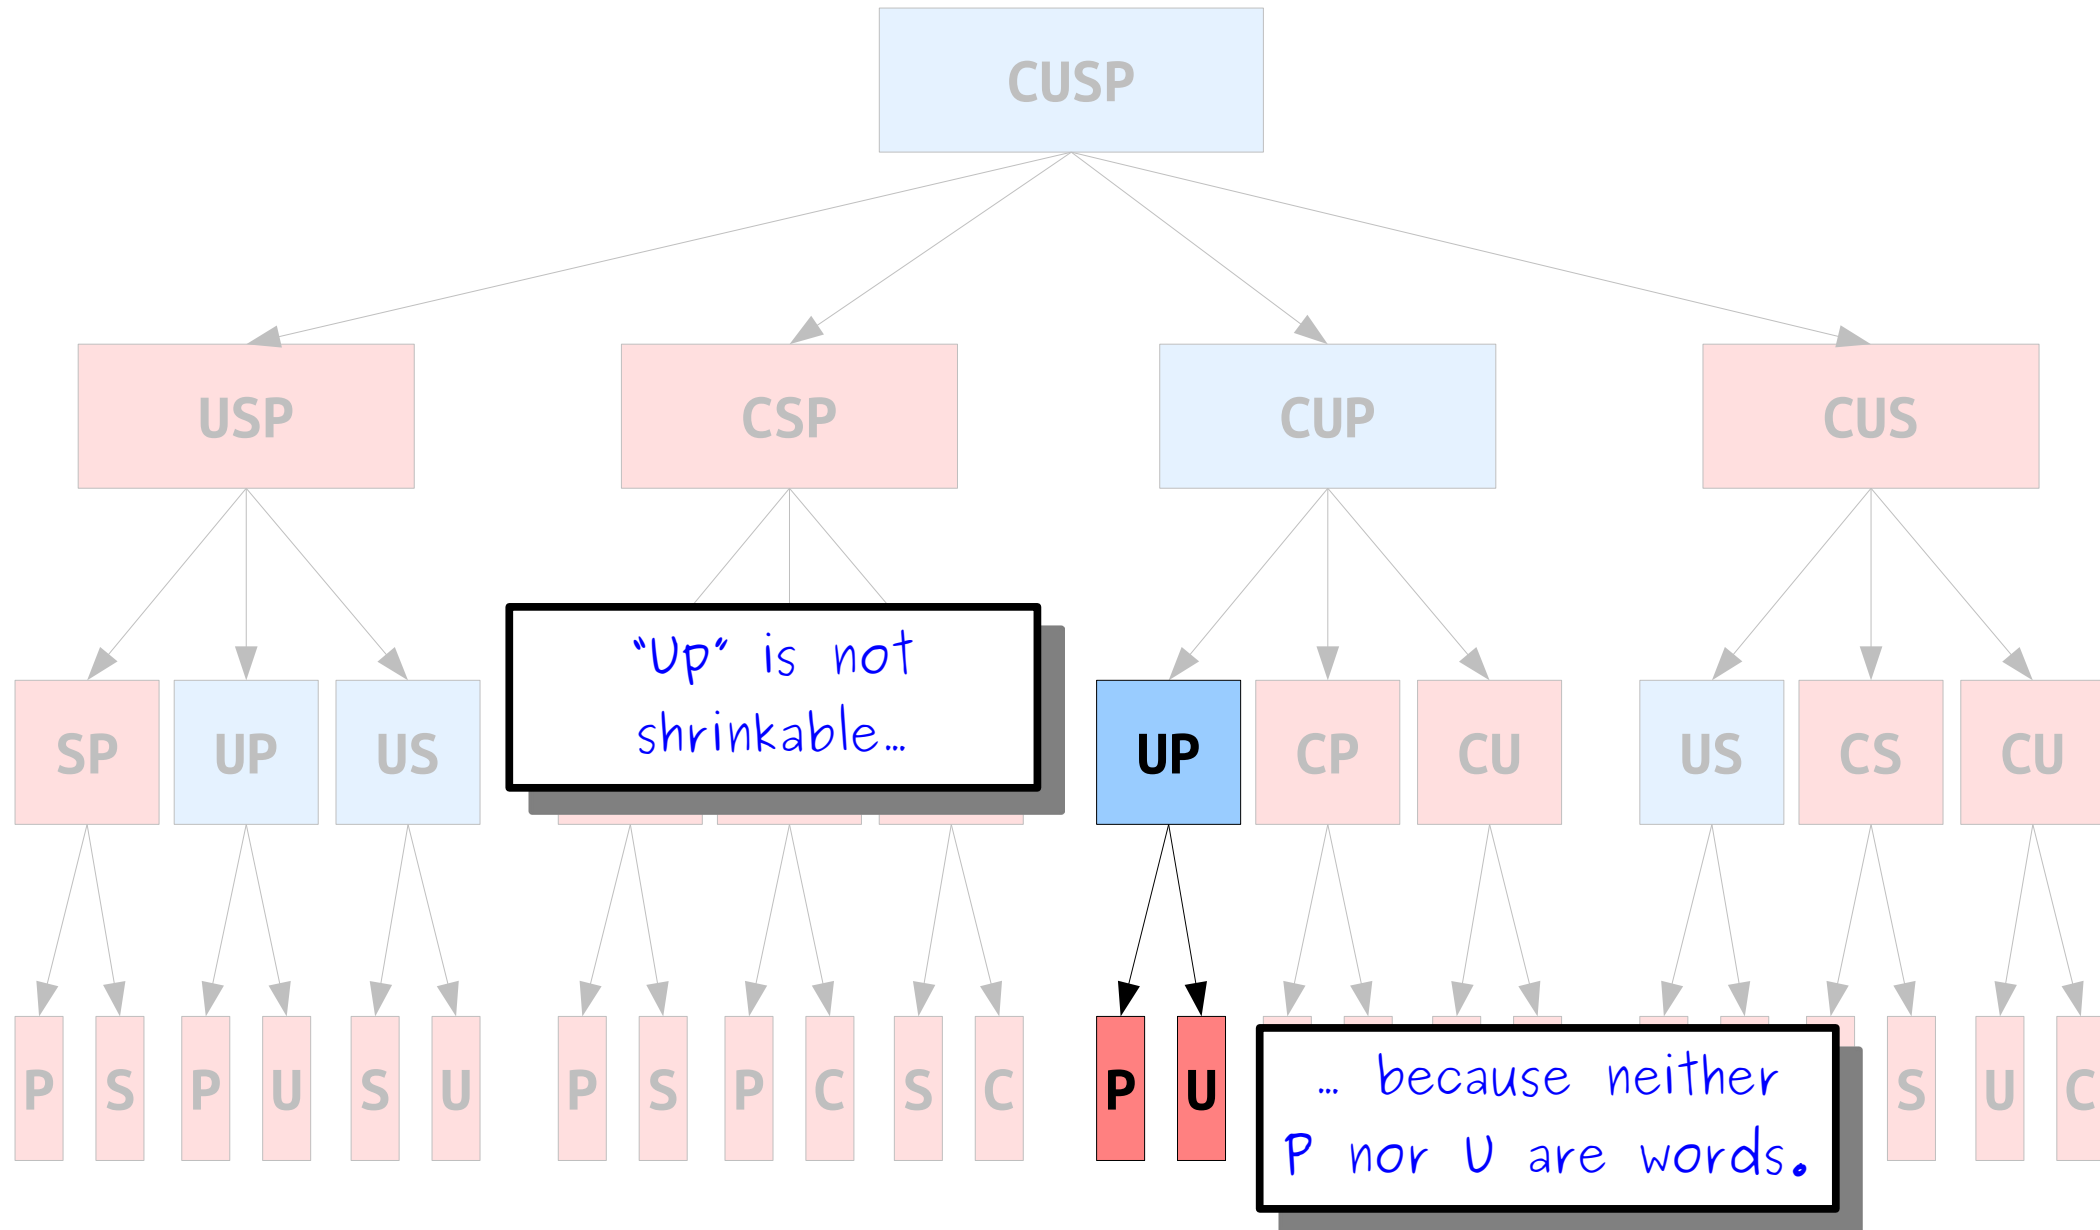 CUSP
USP CSP CUP CUS
SP UP US UP CP CU US CS CU
“Up” is not
shrinkable…
P S P U S U P S P C S C P U S U C
… because neither
P nor U are words.